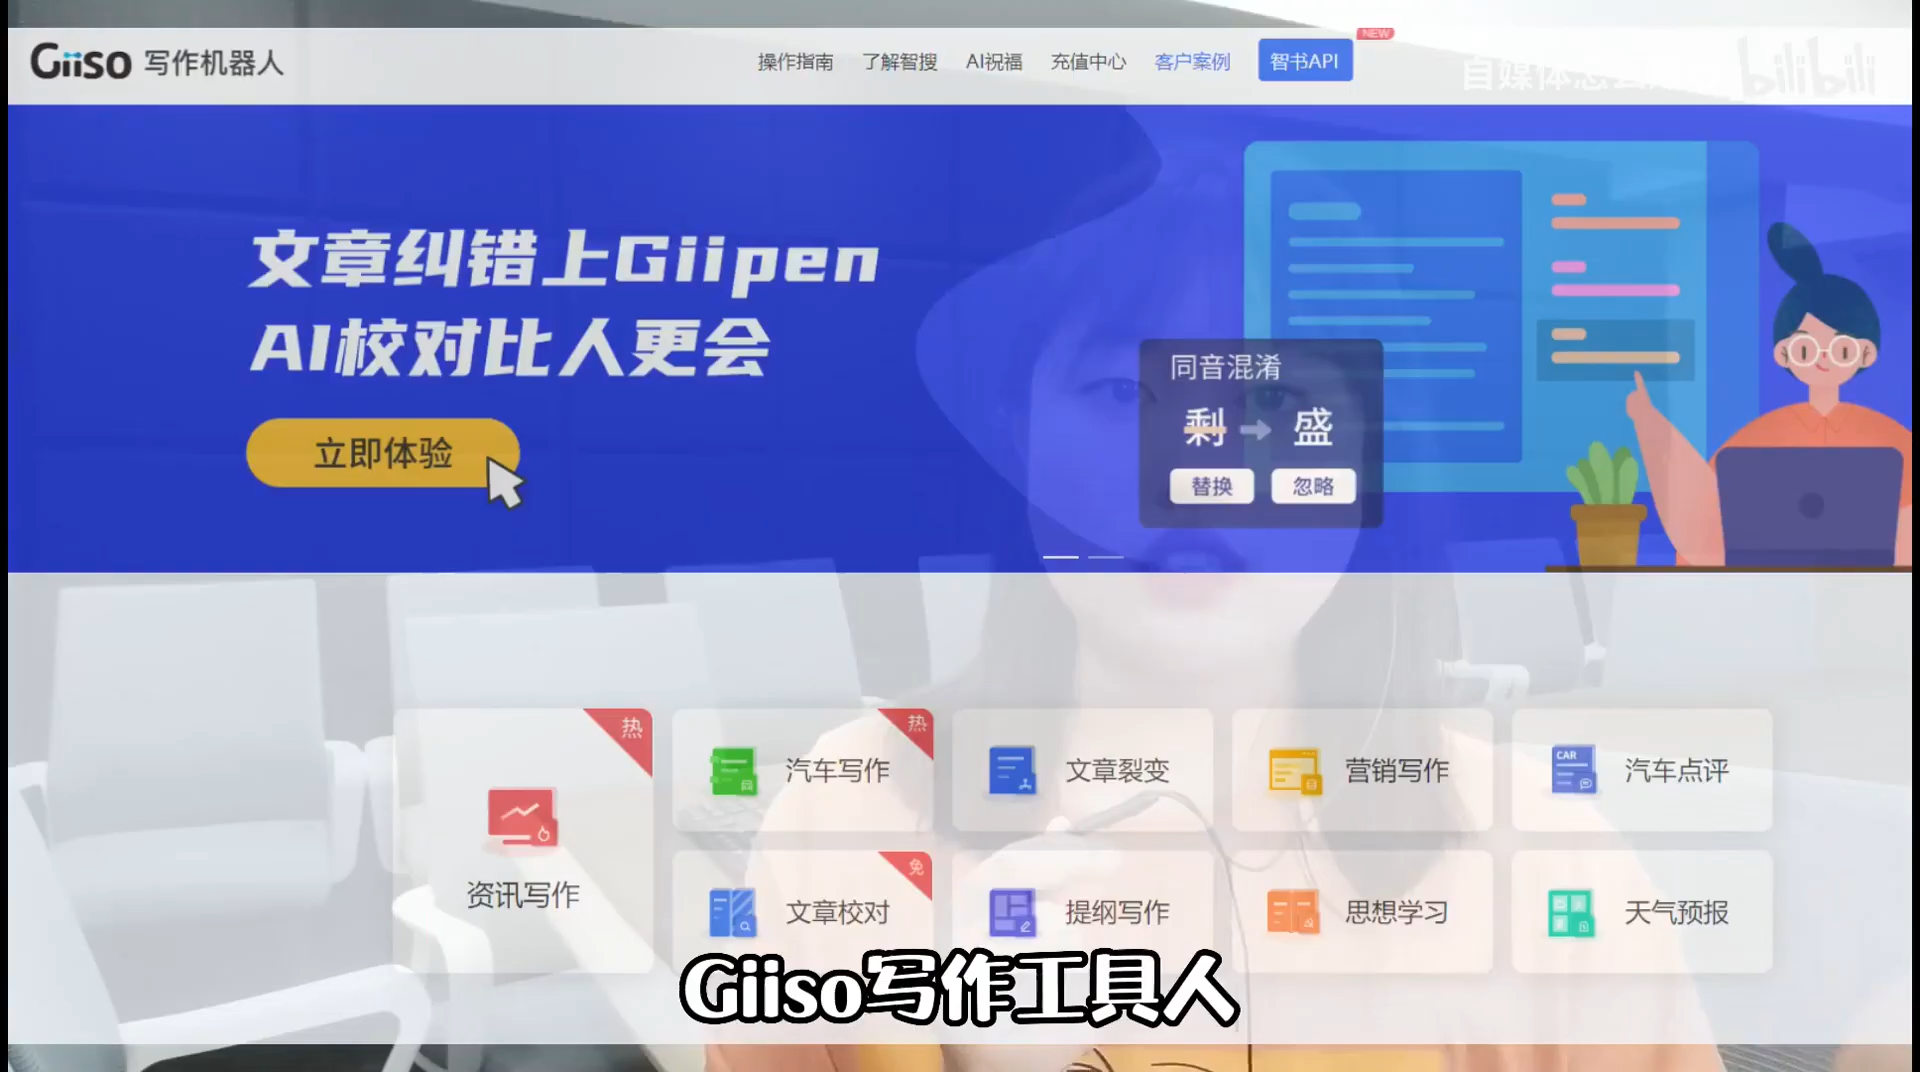 Giiso 写作机器人
操作指南 了解智搜 AI祝福 充值中心 客户案例 智书API NEW
bilibili
文章纠错上Giipen
AI校对比人更会
立即体验
同音混淆
剩 盛
替换 忽略
热
资讯写作
热
汽车写作
文章裂变
营销写作
CAR
汽车点评
免
文章校对
提纲写作
思想学习
天气预报
Giiso写作工具人